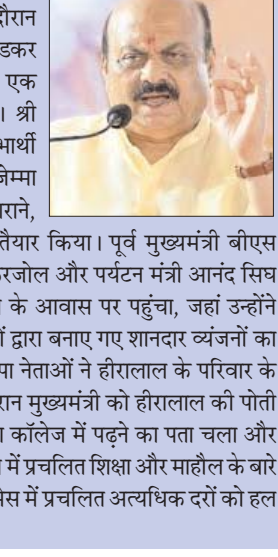 दौरान
डकर
एक
। श्री
भार्थी
जेम्मा
राने,
तैयार किया। पूर्व मुख्यमंत्री बीएस
रजोल और पर्यटन मंत्री आनंद सिघ
के आवास पर पहुंचा, जहां उन्होंने
ों द्वारा बनाए गए शानदार व्यंजनों का
पा नेताओं ने हीरालाल के परिवार के
रान मुख्यमंत्री को हीरालाल की पोती
कॉलेज में पढ़ने का पता चला और
में प्रचलित शिक्षा और माहौल के बारे
ेस में प्रचलित अत्यधिक दरों को हल